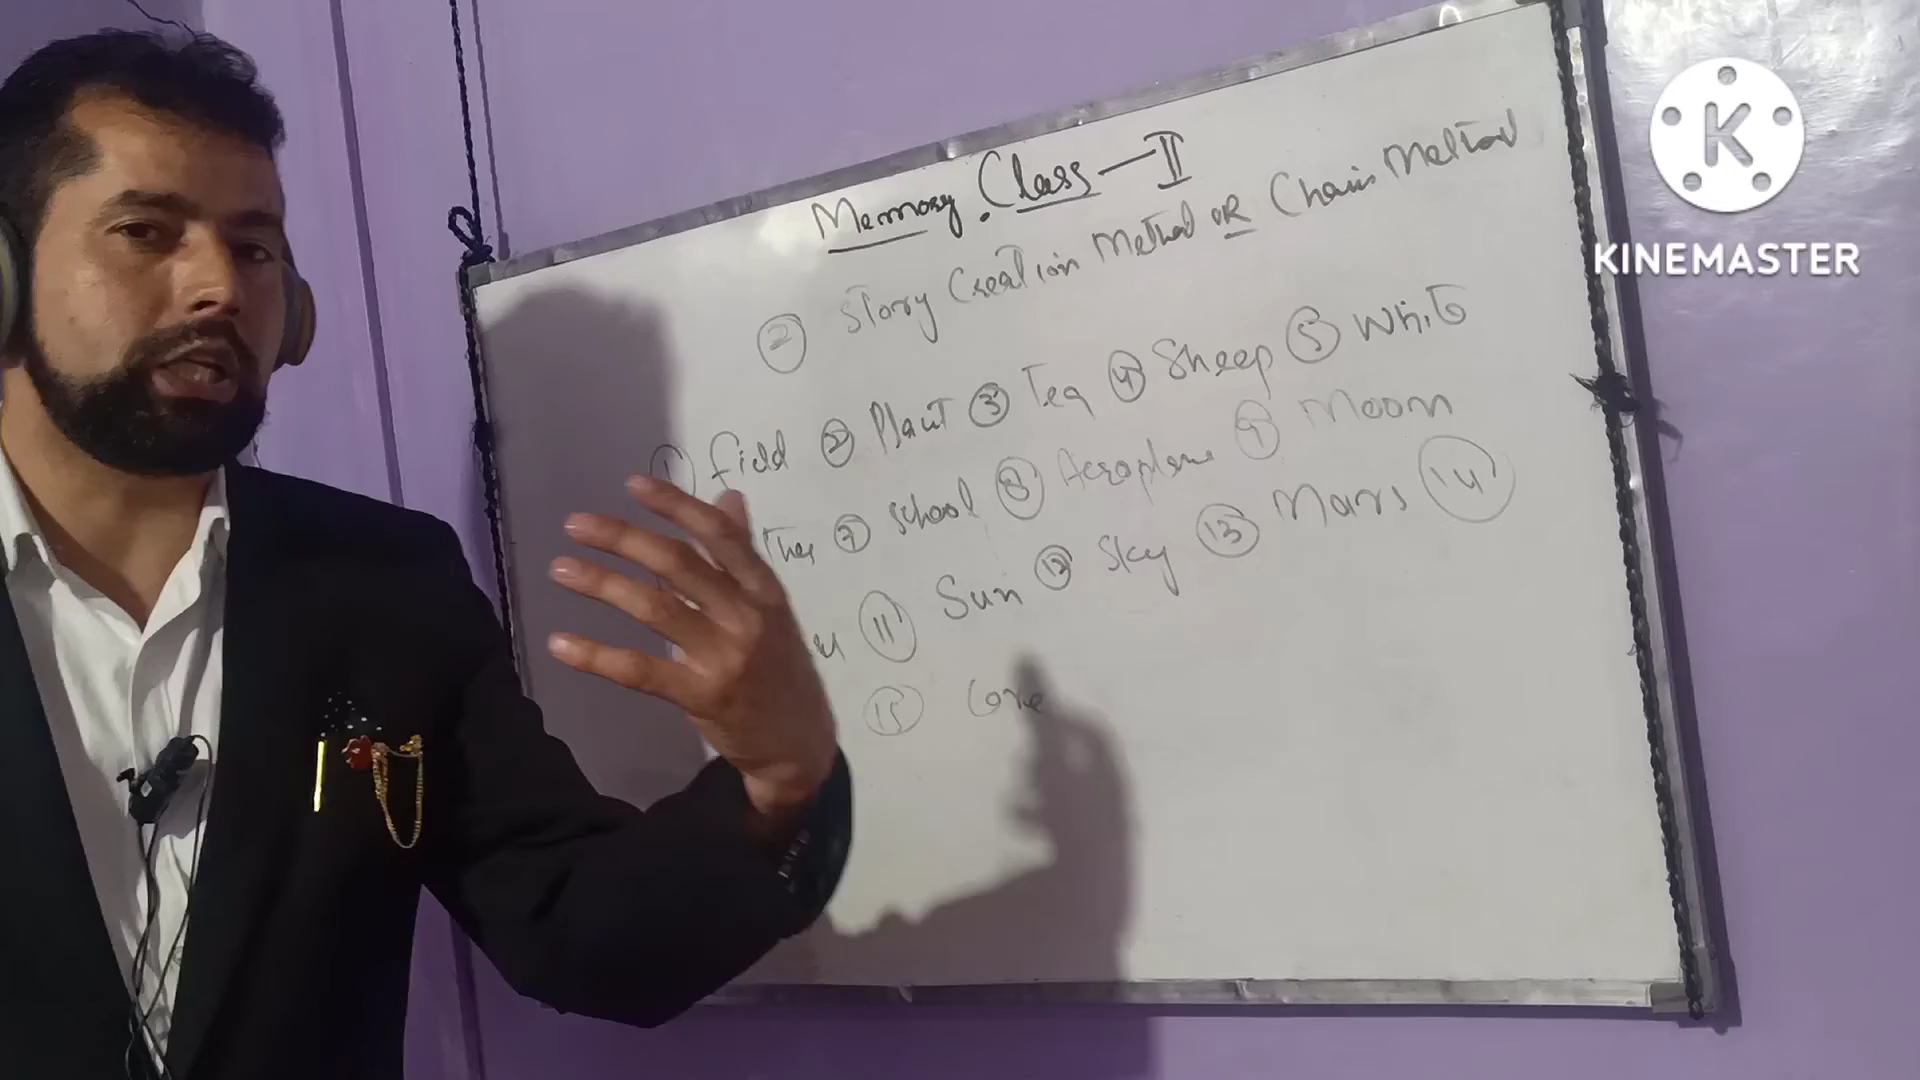 Memory Class — II
② Story Creation Method OR Chain Method
① field ② Plant ③ Tea ④ Sheep ⑤ White
⑦ School ⑧ Aeroplane ⑨ Moon
⑪ Sun ⑫ Sky ⑬ Mars ⑭
⑮
K
KINEMASTER